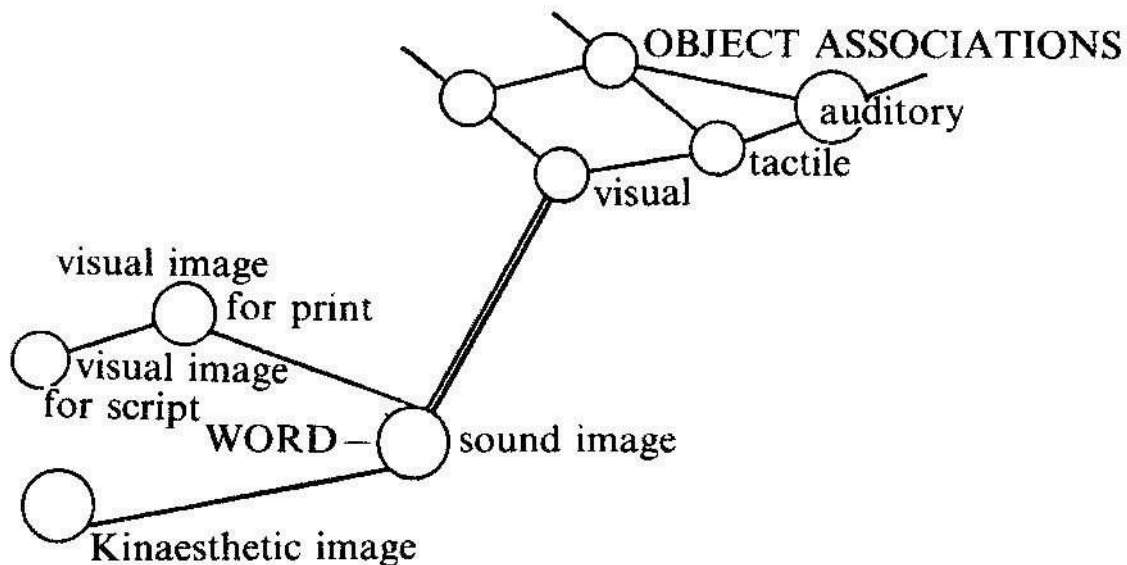 OBJECT ASSOCIATIONS
auditory
tactile
visual
visual image
for print
visual image
for script
WORD – sound image
Kinaesthetic image